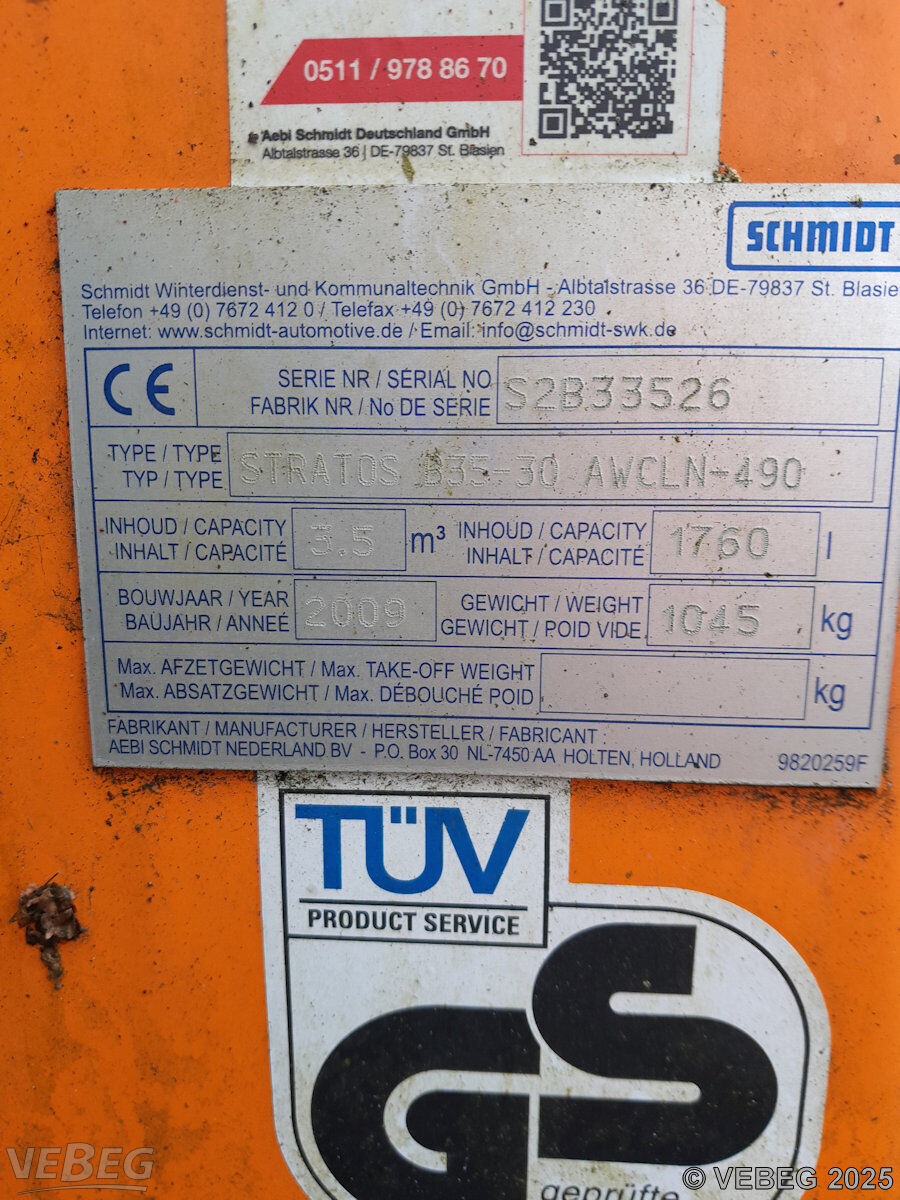 0511 / 978 86 70
Aebi Schmidt Deutschland GmbH
Albtalstrasse 36 | DE-79837 St. Blasien
SCHMIDT
Schmidt Winterdienst- und Kommunaltechnik GmbH - Albtalstrasse 36 DE-79837 St. Blasie
Telefon +49 (0) 7672 412 0 / Telefax +49 (0) 7672 412 230
Internet: www.schmidt-automotive.de / Email: info@schmidt-swk.de
CE
SERIE NR / SERIAL NO
FABRIK NR / No DE SERIE
S2B33526
TYPE / TYPE
TYP / TYPE
STRATOS B35-30 AWCLN-490
INHOUD / CAPACITY
INHALT / CAPACITÉ
3.5 m³
INHOUD / CAPACITY
INHALT / CAPACITÉ
1760 l
BOUWJAAR / YEAR
BAUJAHR / ANNEÉ
2009
GEWICHT / WEIGHT
GEWICHT / POID VIDE
1045 kg
Max. AFZETGEWICHT / Max. TAKE-OFF WEIGHT
Max. ABSATZGEWICHT / Max. DÉBOUCHÉ POID
kg
FABRIKANT / MANUFACTURER / HERSTELLER / FABRICANT :
AEBI SCHMIDT NEDERLAND BV - P.O. Box 30 NL-7450 AA HOLTEN, HOLLAND
9820259F
TÜV
PRODUCT SERVICE
GS
geprüfte
VEBEG
© VEBEG 2025